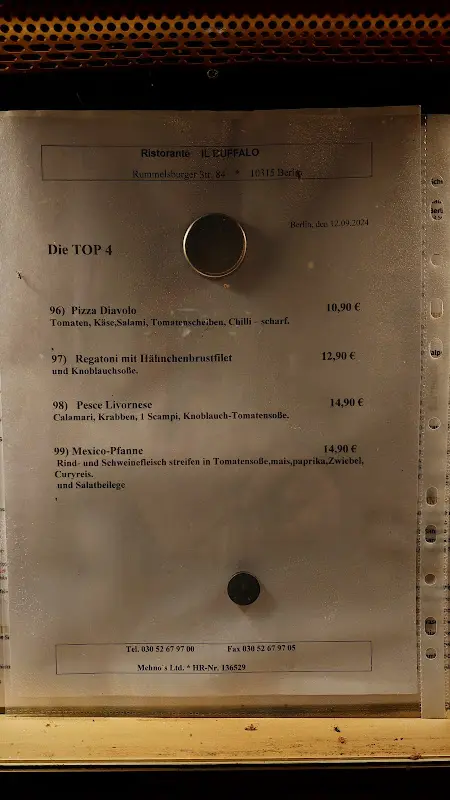 Ristorante IL BUFFALO
Rummelsburger Str. 84 * 10315 Berlin
Berlin, den 12.09.2024
Die TOP 4
96) Pizza Diavolo 10,90 €
Tomaten, Käse,Salami, Tomatenscheiben, Chilli – scharf.
97) Regatoni mit Hähnchenbrustfilet 12,90 €
und Knoblauchsoße.
98) Pesce Livornese 14,90 €
Calamari, Krabben, 1 Scampi, Knoblauch-Tomatensoße.
99) Mexico-Pfanne 14,90 €
Rind- und Schweinefleisch streifen in Tomatensoße,mais,paprika,Zwiebel,
Curyreis.
und Salatbeilege
Tel. 030 52 67 97 00 Fax 030 52 67 97 05
Mehno`s Ltd. * HR-Nr. 136529